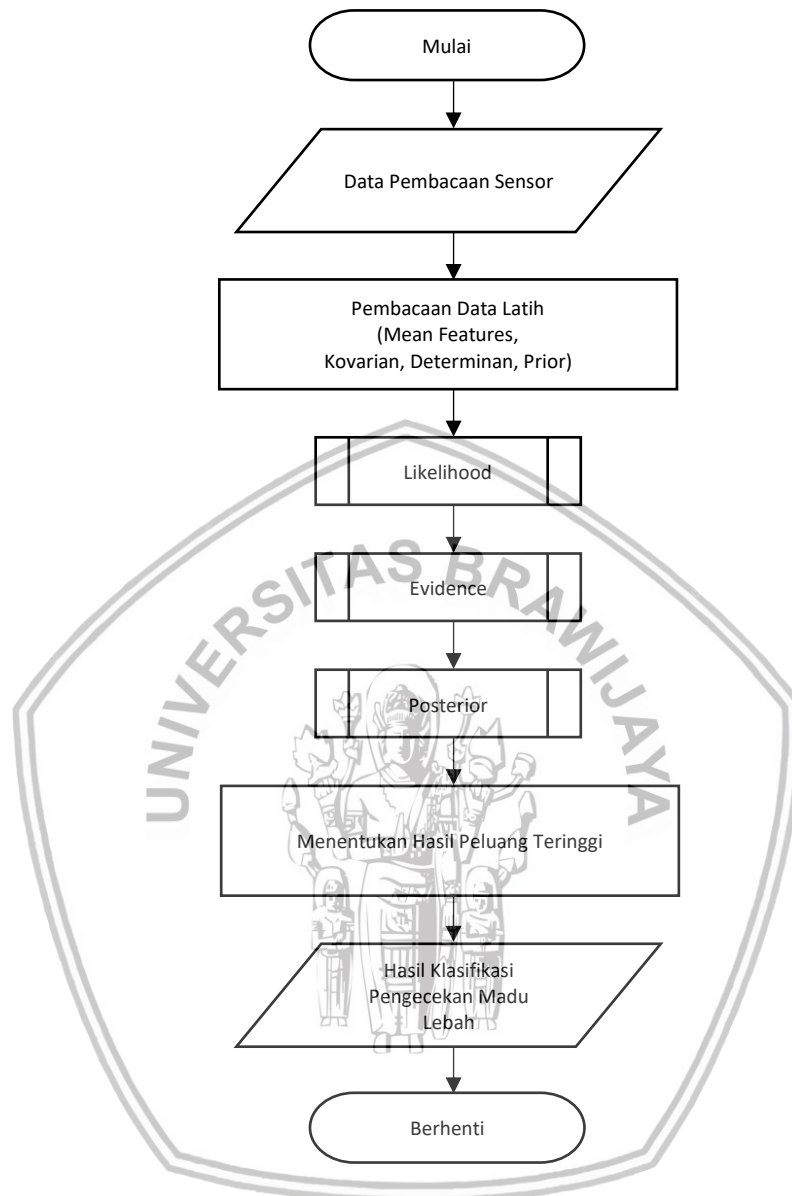 Mulai
Data Pembacaan Sensor
Pembacaan Data Latih
(Mean Features,
Kovarian, Determinan, Prior)
Likelihood
UNIVERSITAS BRAWIJAYA
Evidence
Posterior
Menentukan Hasil Peluang Teringgi
Hasil Klasifikasi
Pengecekan Madu
Lebah
Berhenti